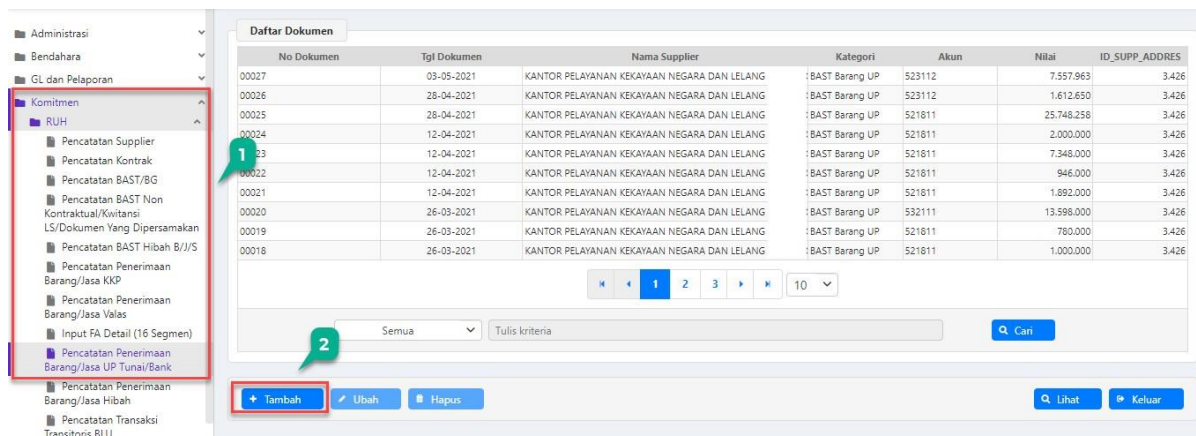 Administrasi
Bendahara
GL dan Pelaporan
Komitmen
RUH
Pencatatan Supplier
Pencatatan Kontrak
Pencatatan BAST/BG
Pencatatan BAST Non
Kontraktual/Kwitansi
LS/Dokumen Yang Dipersamakan
Pencatatan BAST Hibah B/J/S
Pencatatan Penerimaan
Barang/Jasa KKP
Pencatatan Penerimaan
Barang/Jasa Valas
Input FA Detail (16 Segmen)
Pencatatan Penerimaan
Barang/Jasa UP Tunai/Bank
Pencatatan Penerimaan
Barang/Jasa Hibah
Pencatatan Transaksi
Transitoris BLU
1
Daftar Dokumen
No Dokumen Tgl Dokumen Nama Supplier Kategori Akun Nilai ID_SUPP_ADDRES
00027 03-05-2021 KANTOR PELAYANAN KEKAYAAN NEGARA DAN LELANG BAST Barang UP 523112 7.557.963 3.426
00026 28-04-2021 KANTOR PELAYANAN KEKAYAAN NEGARA DAN LELANG BAST Barang UP 523112 1.612.650 3.426
00025 28-04-2021 KANTOR PELAYANAN KEKAYAAN NEGARA DAN LELANG BAST Barang UP 521811 25.748.258 3.426
00024 12-04-2021 KANTOR PELAYANAN KEKAYAAN NEGARA DAN LELANG BAST Barang UP 521811 2.000.000 3.426
23 12-04-2021 KANTOR PELAYANAN KEKAYAAN NEGARA DAN LELANG BAST Barang UP 521811 7.348.000 3.426
00022 12-04-2021 KANTOR PELAYANAN KEKAYAAN NEGARA DAN LELANG BAST Barang UP 521811 946.000 3.426
00021 12-04-2021 KANTOR PELAYANAN KEKAYAAN NEGARA DAN LELANG BAST Barang UP 521811 1.892.000 3.426
00020 26-03-2021 KANTOR PELAYANAN KEKAYAAN NEGARA DAN LELANG BAST Barang UP 532111 13.598.000 3.426
00019 26-03-2021 KANTOR PELAYANAN KEKAYAAN NEGARA DAN LELANG BAST Barang UP 521811 780.000 3.426
00018 26-03-2021 KANTOR PELAYANAN KEKAYAAN NEGARA DAN LELANG BAST Barang UP 521811 1.000.000 3.426
1 2 3 10
Semua Tulis kriteria Cari
2
+ Tambah Ubah Hapus Lihat Keluar